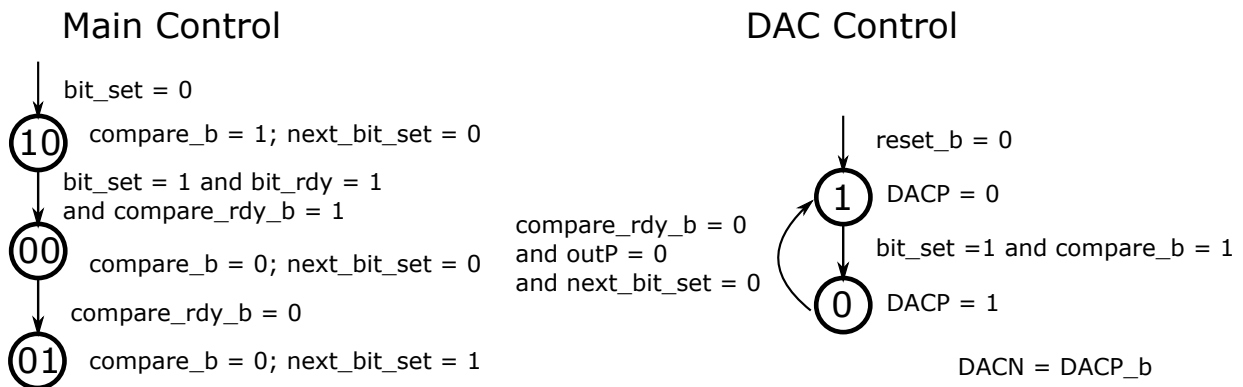 Main Control
bit_set = 0
10
compare_b = 1; next_bit_set = 0
bit_set = 1 and bit_rdy = 1
and compare_rdy_b = 1
00
compare_b = 0; next_bit_set = 0
compare_rdy_b = 0
01
compare_b = 0; next_bit_set = 1
DAC Control
reset_b = 0
1
DACP = 0
compare_rdy_b = 0
and outP = 0
and next_bit_set = 0
bit_set =1 and compare_b = 1
0
DACP = 1
DACN = DACP_b